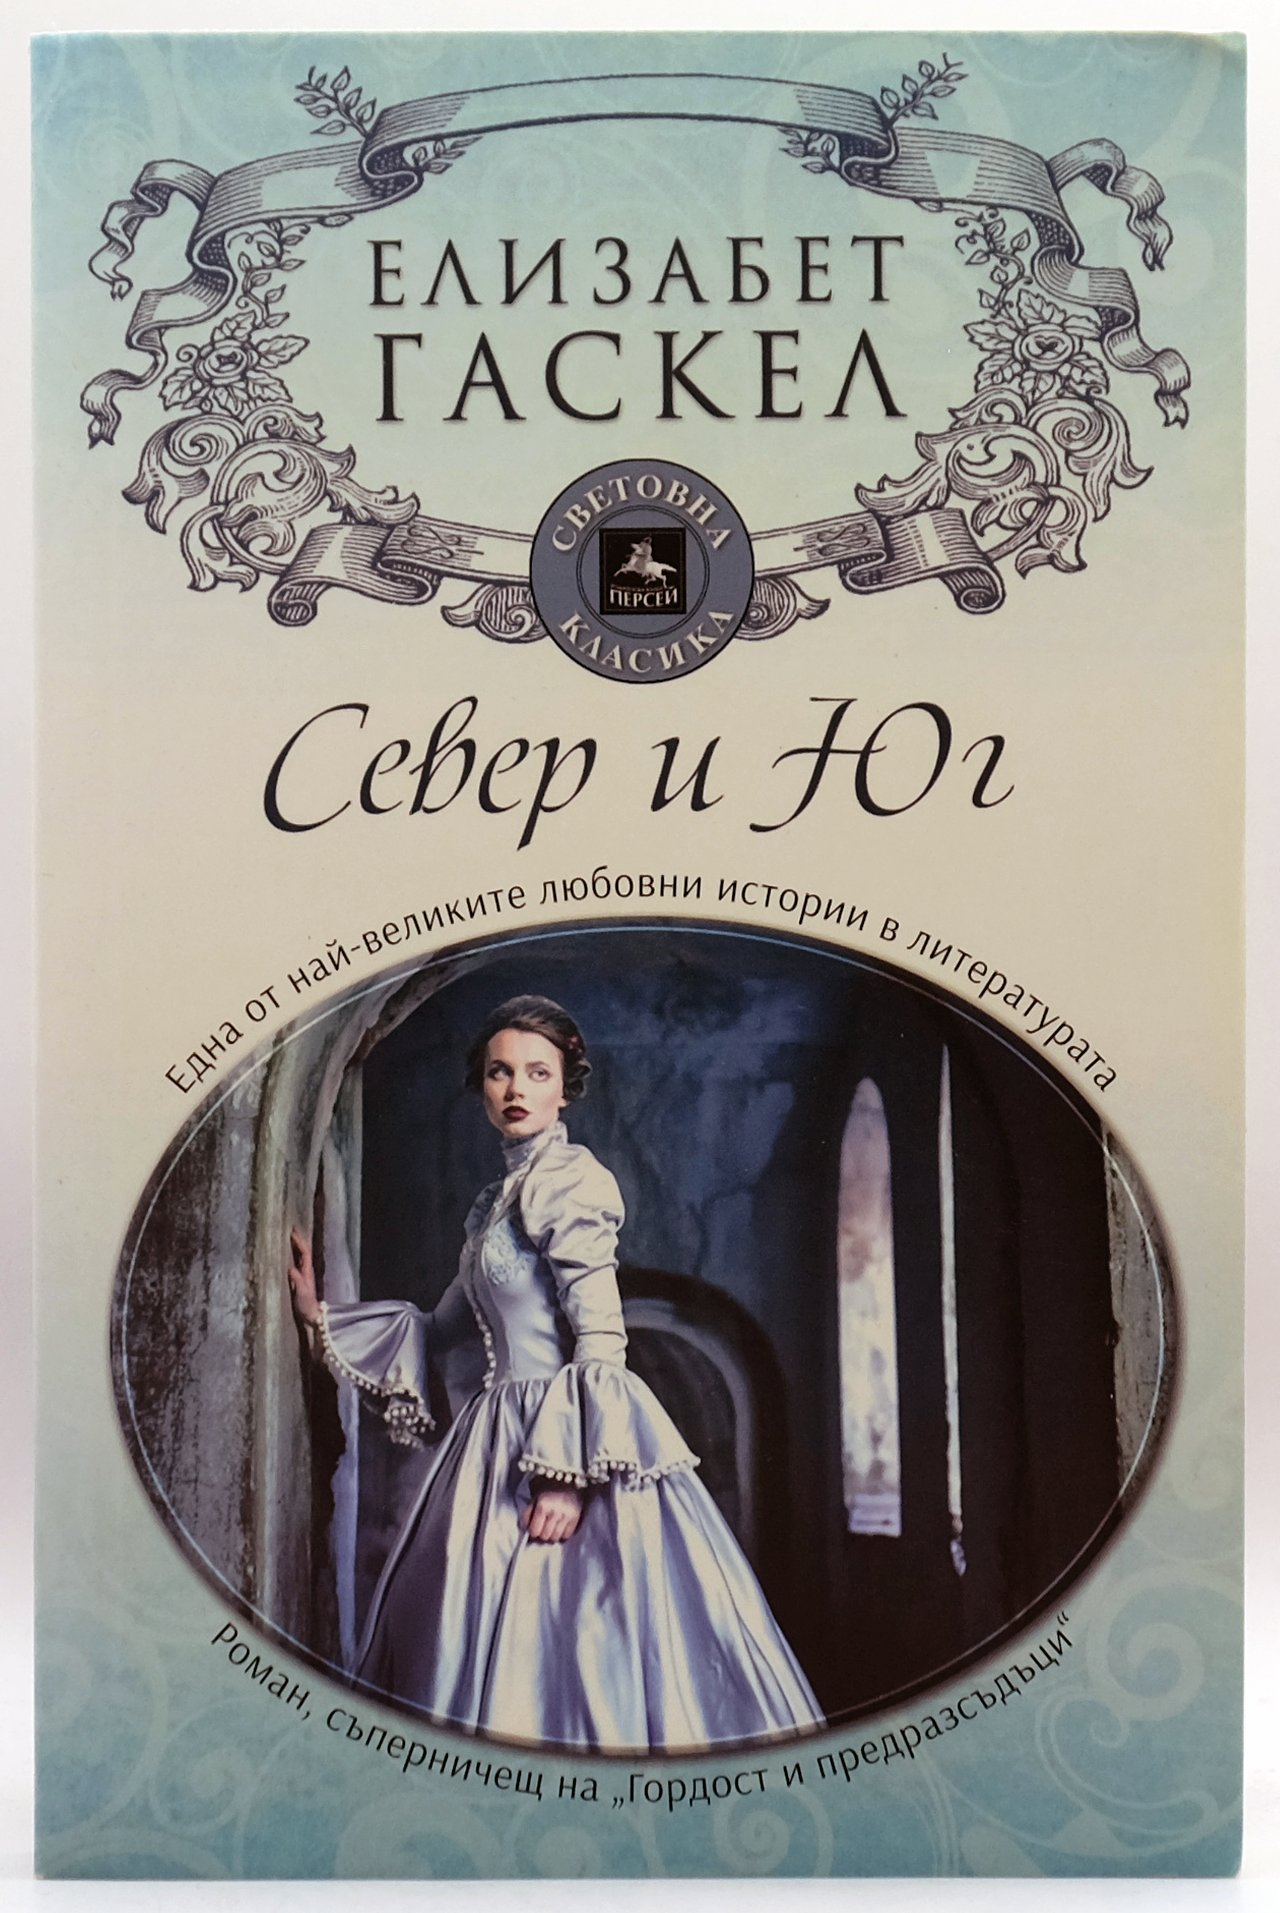 ЕЛИЗАБЕТ
ГАСКЕЛ
СВЕТОВНА
ПЕРСЕЙ
КЛАСИКА
Север и Юг
Една от най-великите любовни истории в литературата
Роман, съперничещ на „Гордост и предразсъдъци“